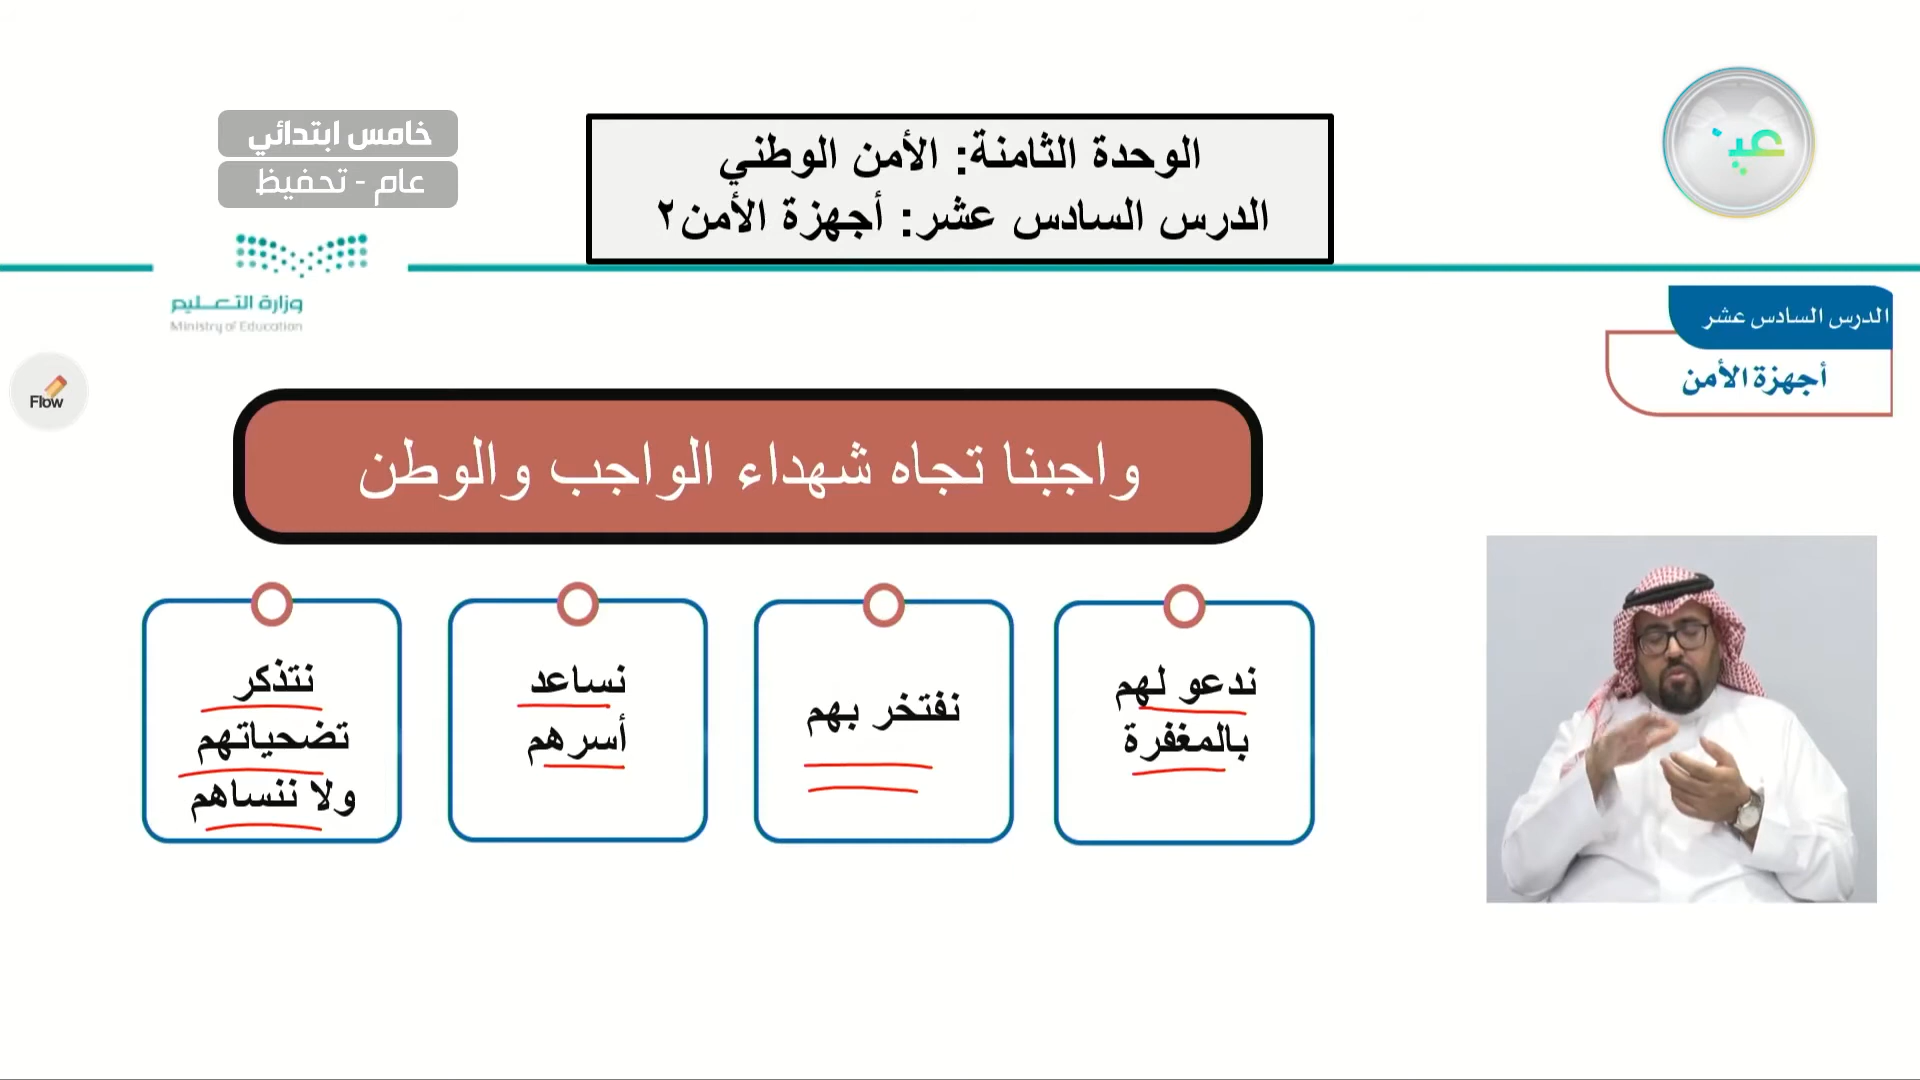 خامس ابتدائي
عام - تحفيظ
الوحدة الثامنة: الأمن الوطني
الدرس السادس عشر: أجهزة الأمن٢
عين
وزارة التعليم
Ministry of Education
الدرس السادس عشر
أجهزة الأمن
Flow
واجبنا تجاه شهداء الواجب والوطن
ندعو لهم
بالمغفرة
نفتخر بهم
نساعد
أسرهم
نتذكر
تضحياتهم
ولا ننساهم